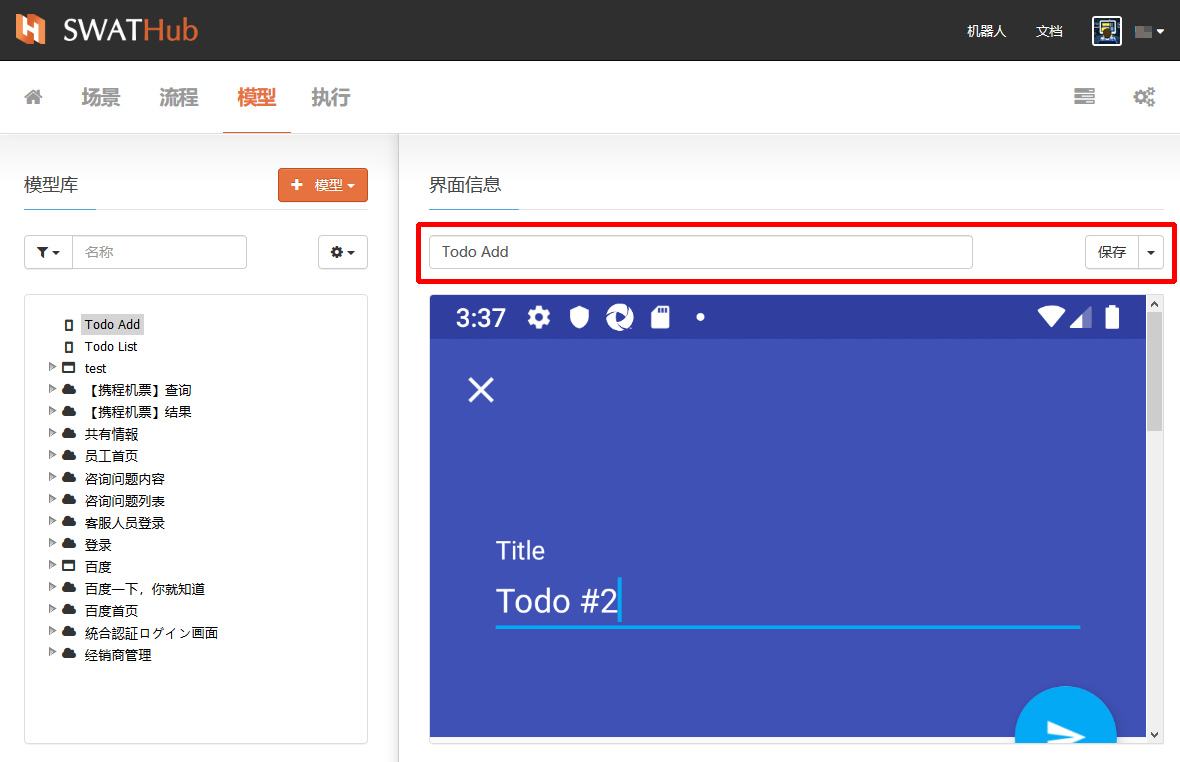 SWATHub
机器人 文档
场景 流程 模型 执行
模型库
模型
名称
Todo Add
Todo List
test
【携程机票】查询
【携程机票】结果
共有情報
员工首页
咨询问题内容
咨询问题列表
客服人员登录
登录
百度
百度一下，你就知道
百度首页
統合認証ログイン画面
经销商管理
界面信息
Todo Add 保存
3:37
Title
Todo #2